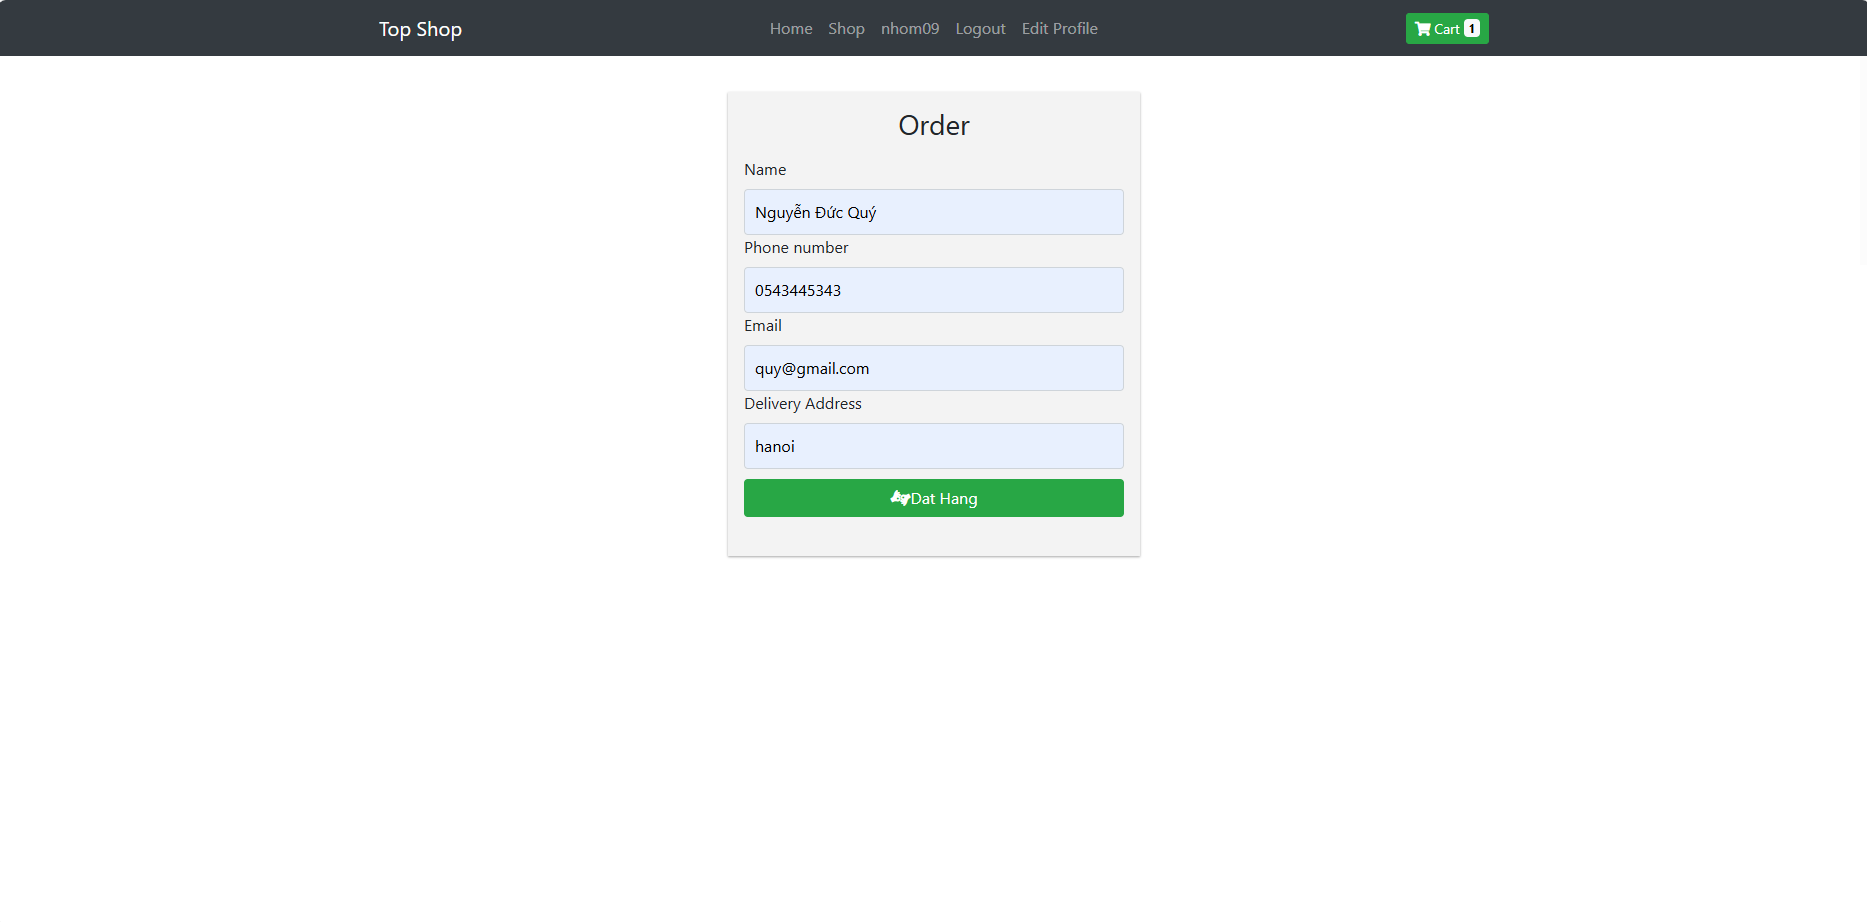 Top Shop Home Shop nhom09 Logout Edit Profile Cart 1
Order
Name
Nguyễn Đức Quý
Phone number
0543445343
Email
quy@gmail.com
Delivery Address
hanoi
Dat Hang